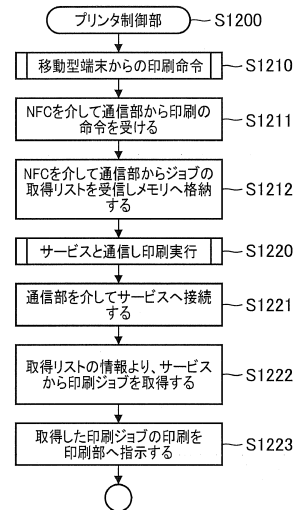 プリンタ制御部
S1200
移動型端末からの印刷命令
S1210
NFCを介して通信部から印刷の
命令を受ける
S1211
NFCを介して通信部からジョブの
取得リストを受信しメモリへ格納
する
S1212
サービスと通信し印刷実行
S1220
通信部を介してサービスへ接続
する
S1221
取得リストの情報より、サービス
から印刷ジョブを取得する
S1222
取得した印刷ジョブの印刷を
印刷部へ指示する
S1223